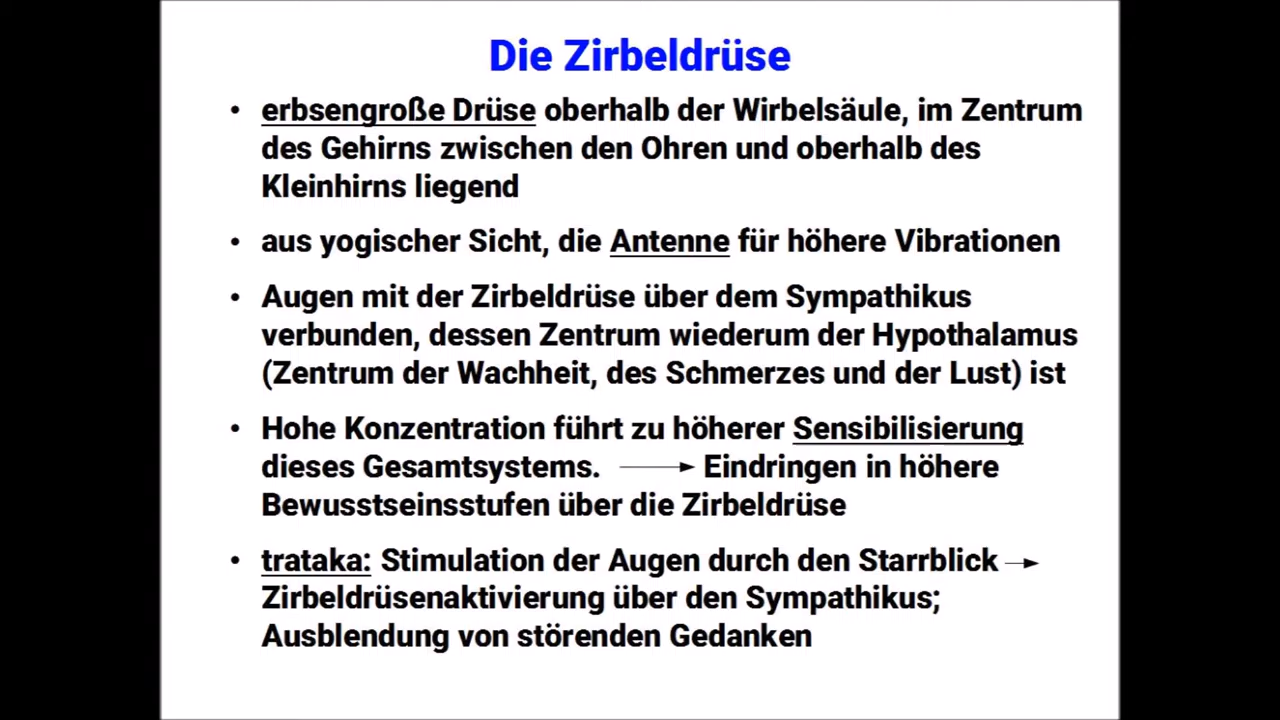 Die Zirbeldrüse
• erbsengroße Drüse oberhalb der Wirbelsäule, im Zentrum
des Gehirns zwischen den Ohren und oberhalb des
Kleinhirns liegend
• aus yogischer Sicht, die Antenne für höhere Vibrationen
• Augen mit der Zirbeldrüse über dem Sympathikus
verbunden, dessen Zentrum wiederum der Hypothalamus
(Zentrum der Wachheit, des Schmerzes und der Lust) ist
• Hohe Konzentration führt zu höherer Sensibilisierung
dieses Gesamtsystems. → Eindringen in höhere
Bewusstseinsstufen über die Zirbeldrüse
• trataka: Stimulation der Augen durch den Starrblick →
Zirbeldrüsenaktivierung über den Sympathikus;
Ausblendung von störenden Gedanken